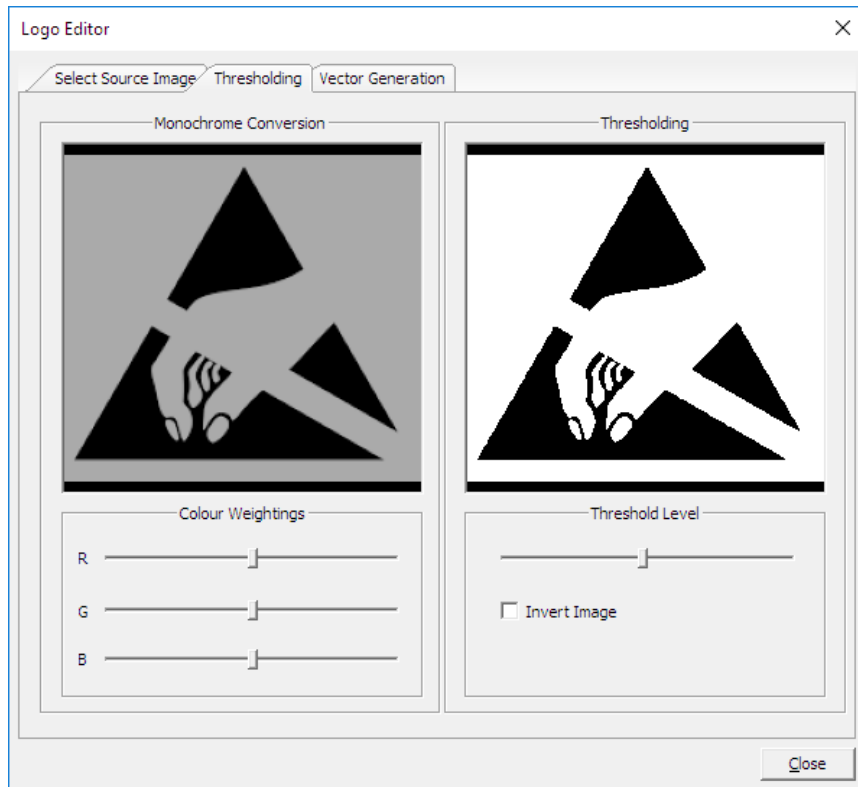 Logo Editor
Select Source Image Thresholding Vector Generation
Monochrome Conversion
Thresholding
Colour Weightings
R
G
B
Threshold Level
Invert Image
Close